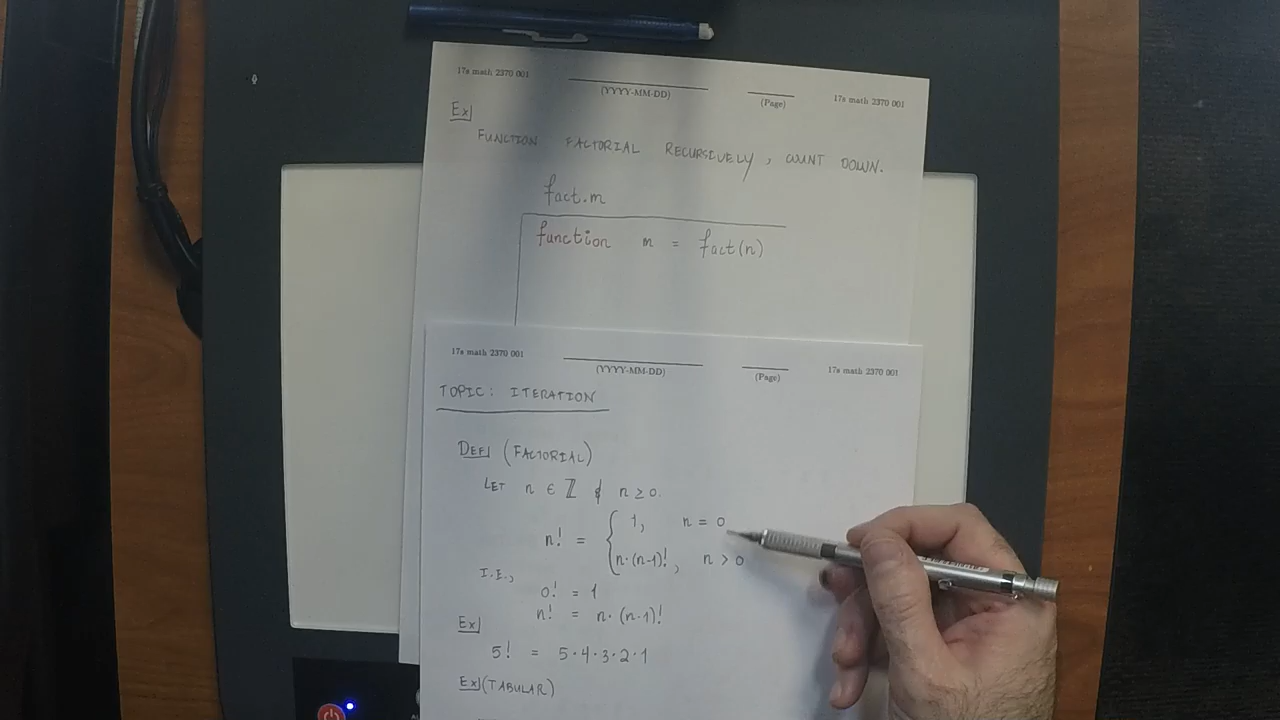 17s math 2370 001
(YYYY-MM-DD)
(Page)
17s math 2370 001
Ex
FUNCTION FACTORIAL RECURSIVELY, COUNT DOWN.
fact.m
function m = fact(n)
17s math 2370 001
(YYYY-MM-DD)
(Page)
17s math 2370 001
TOPIC: ITERATION
DEF (FACTORIAL)
LET n ∈ ℤ & n ≥ 0.
n! = { 1, n = 0
n·(n-1)!, n > 0
I.E.,
0! = 1
n! = n·(n-1)!
Ex
5! = 5·4·3·2·1
Ex (TABULAR)